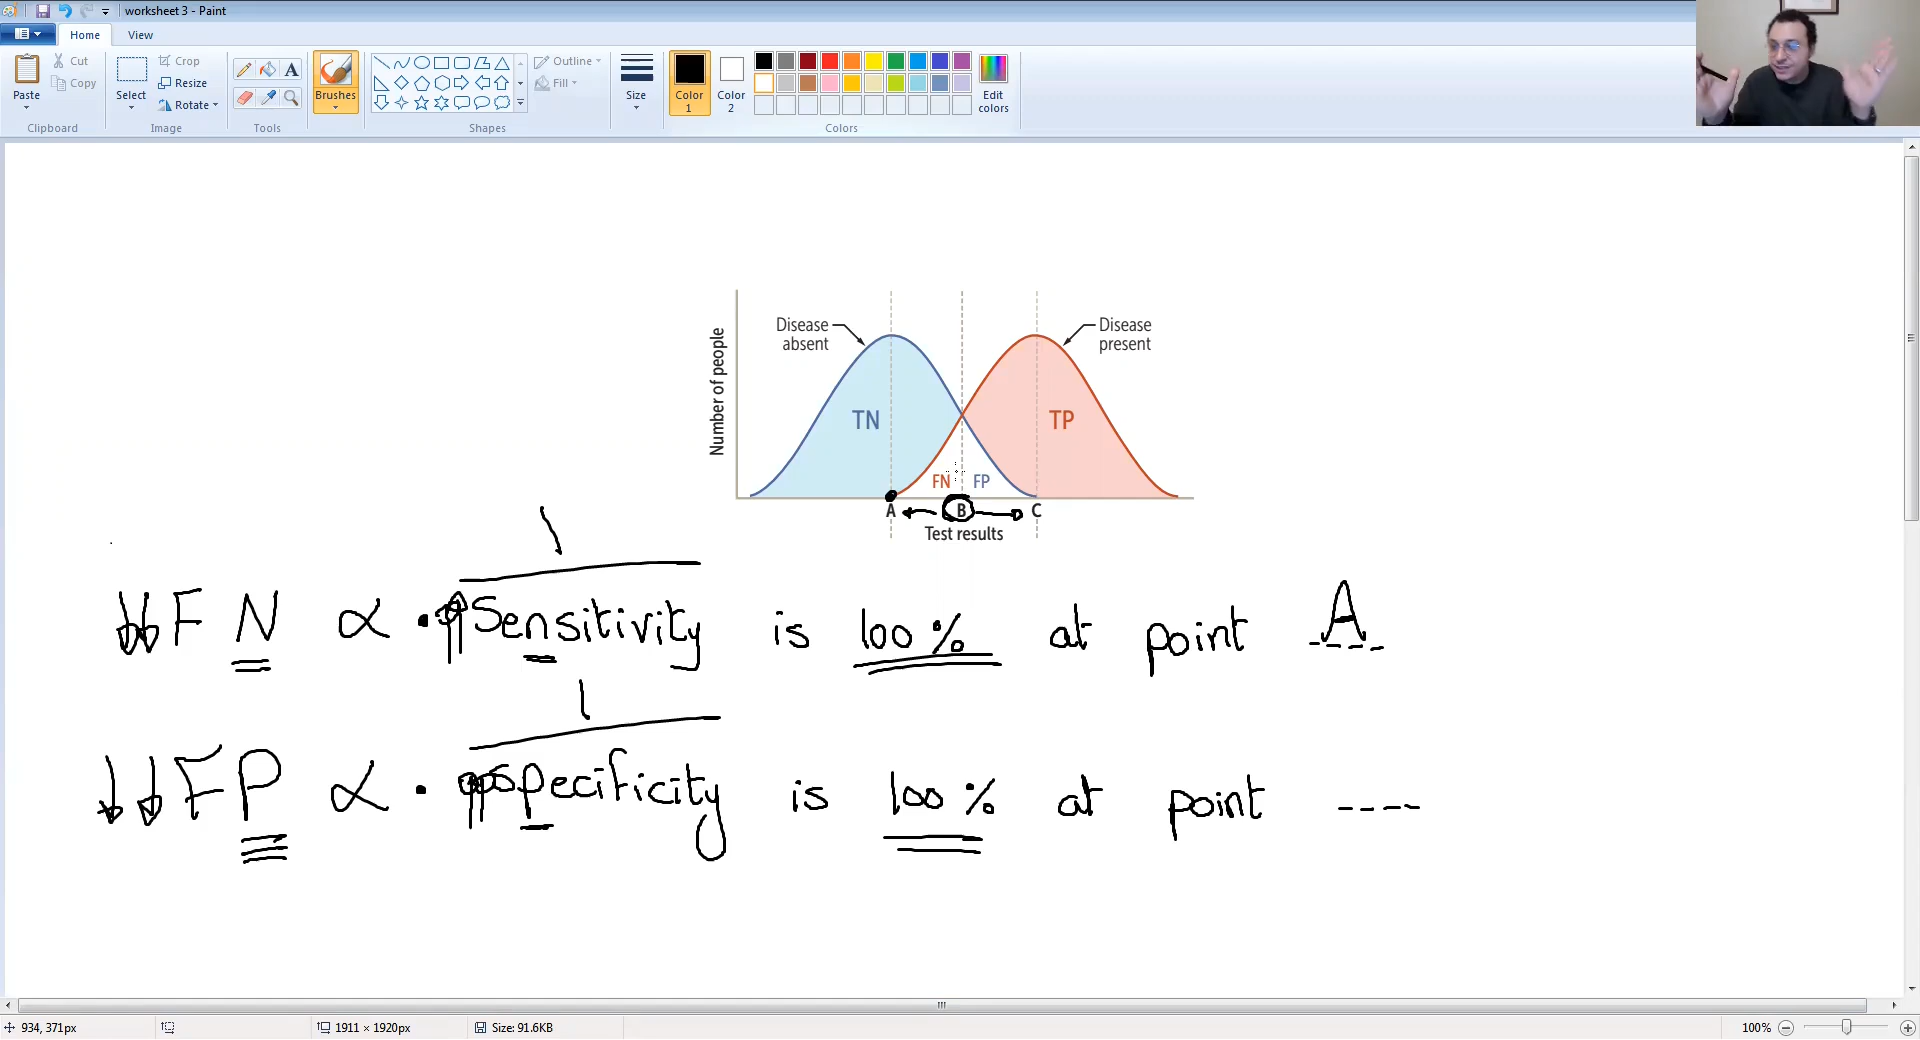 worksheet 3 - Paint
Home View
Paste Cut Copy Select Crop Resize Rotate Brushes Outline Fill Size Color 1 Color 2 Edit colors
Clipboard Image Tools Shapes Colors
Number of people
Disease absent
Disease present
TN TP
FN FP
A B C
Test results
1
FN ∝ Sensitivity is 100% at point A
1
FP ∝ Specificity is 100% at point ----
934, 371px 1911 × 1920px Size: 91.6KB 100%